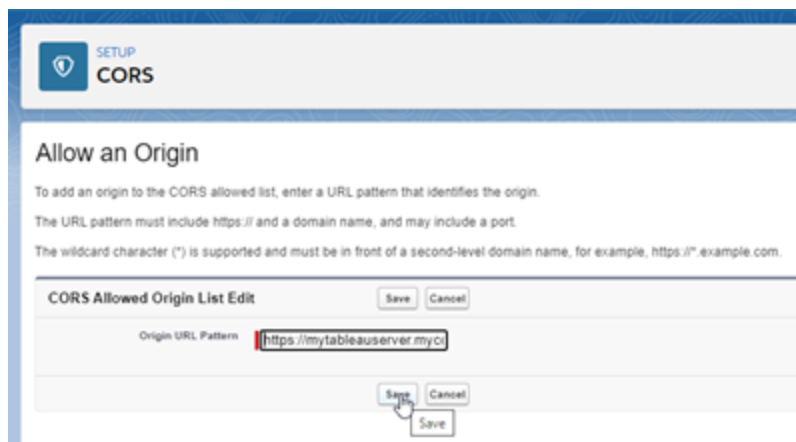 SETUP
CORS
Allow an Origin
To add an origin to the CORS allowed list, enter a URL pattern that identifies the origin.
The URL pattern must include https:// and a domain name, and may include a port.
The wildcard character (*) is supported and must be in front of a second-level domain name, for example, https://*.example.com.
CORS Allowed Origin List Edit Save Cancel
Origin URL Pattern https://mytableauserver.myco
Save Cancel
Save